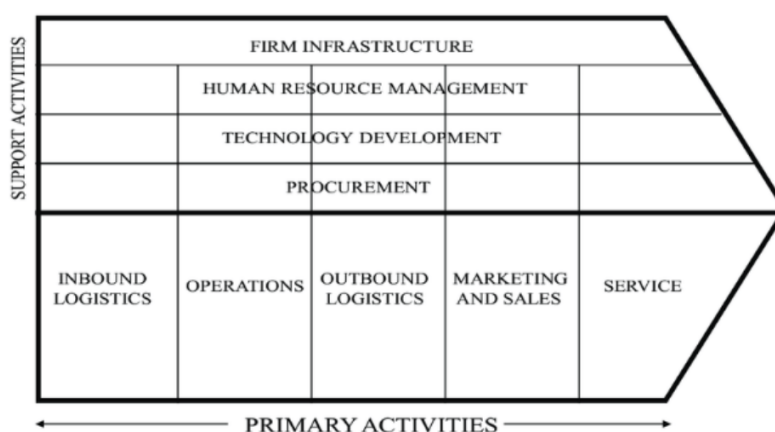 SUPPORT ACTIVITIES
FIRM INFRASTRUCTURE
HUMAN RESOURCE MANAGEMENT
TECHNOLOGY DEVELOPMENT
PROCUREMENT
INBOUND
LOGISTICS
OPERATIONS
OUTBOUND
LOGISTICS
MARKETING
AND SALES
SERVICE
PRIMARY ACTIVITIES